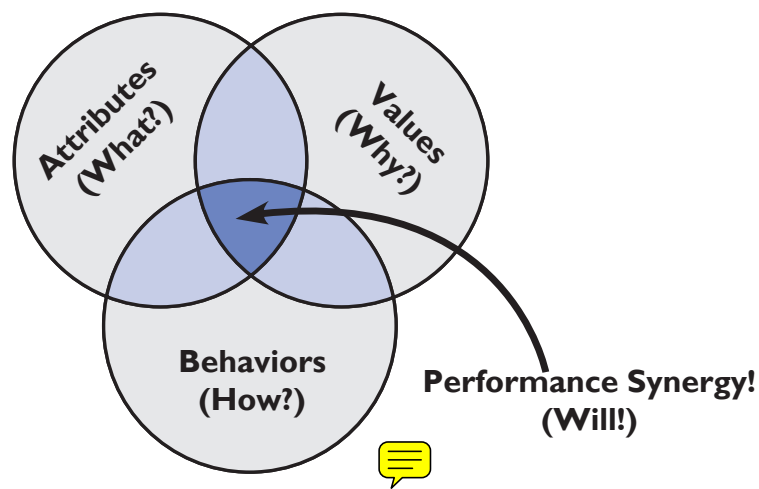 Attributes
(What?)
Values
(Why?)
Behaviors
(How?)
Performance Synergy!
(Will!)